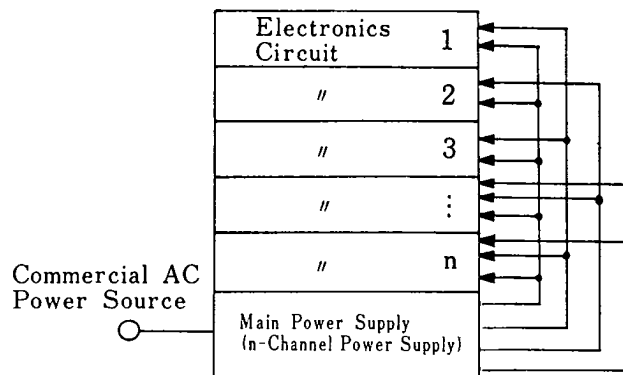 Electronics
Circuit 1
〃 2
〃 3
〃 ⋮
〃 n
Commercial AC
Power Source
Main Power Supply
(n-Channel Power Supply)